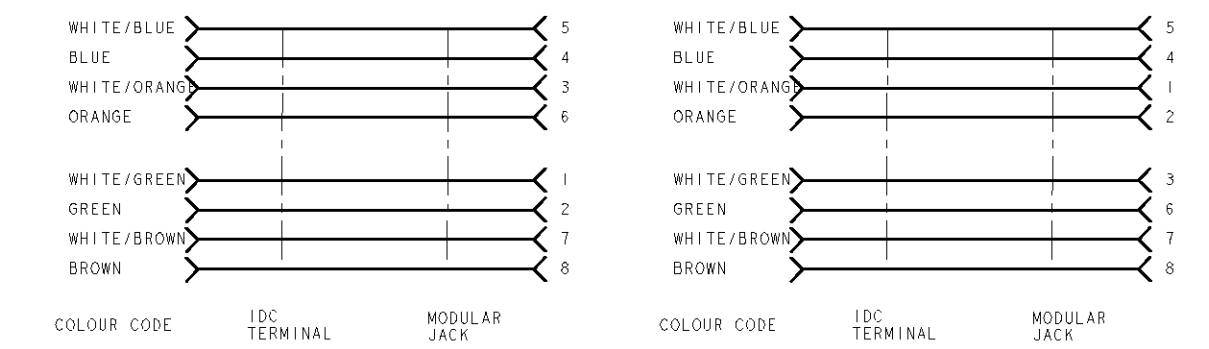 WHITE/BLUE 5 WHITE/BLUE 5
BLUE 4 BLUE 4
WHITE/ORANGE 3 WHITE/ORANGE 1
ORANGE 6 ORANGE 2
WHITE/GREEN 1 WHITE/GREEN 3
GREEN 2 GREEN 6
WHITE/BROWN 7 WHITE/BROWN 7
BROWN 8 BROWN 8
COLOUR CODE IDC TERMINAL MODULAR JACK COLOUR CODE IDC TERMINAL MODULAR JACK